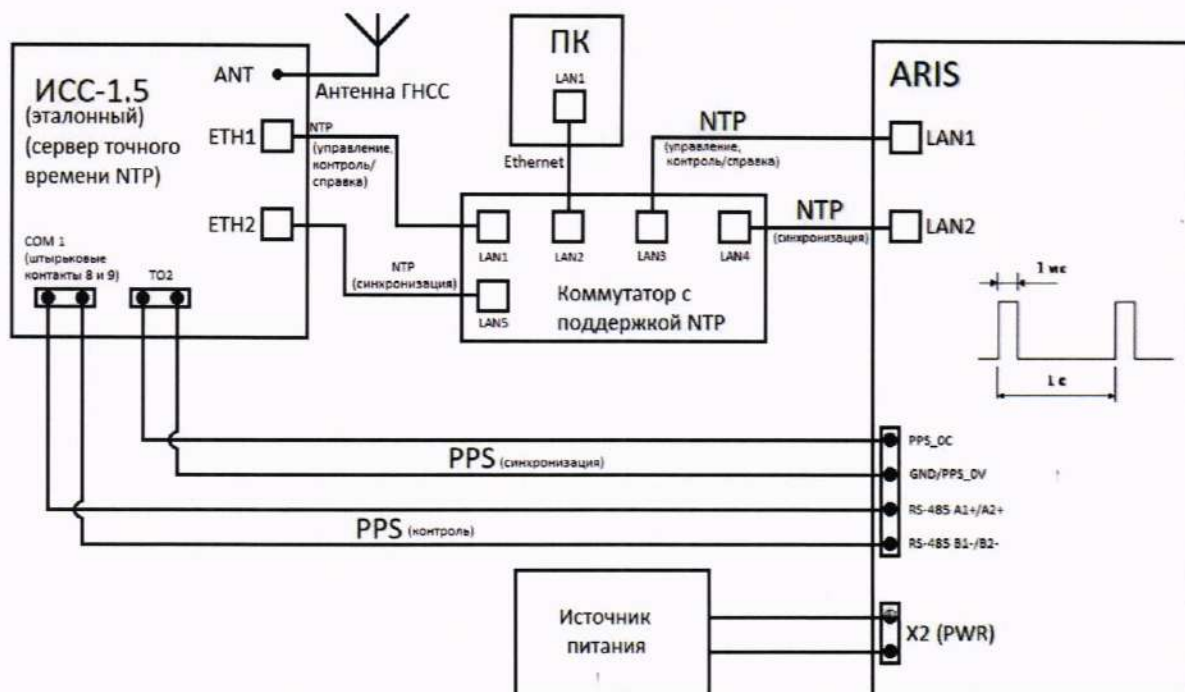 ИСС-1.5
(эталонный)
(сервер точного
времени NTP)
ANT
Антенна ГНСС
ETH1
ETH2
COM 1
(штырьковые
контакты 8 и 9)
TO2
NTP
(управление,
контроль/
справка)
NTP
(синхронизация)
ПК
LAN1
Ethernet
LAN1
LAN2
LAN3
LAN4
LAN5
Коммутатор с
поддержкой NTP
NTP
(управление,
контроль/справка)
NTP
(синхронизация)
ARIS
LAN1
LAN2
1 мс
1 с
PPS (синхронизация)
PPS (контроль)
PPS_OC
GND/PPS_0V
RS-485 A1+/A2+
RS-485 B1-/B2-
Источник
питания
X2 (PWR)